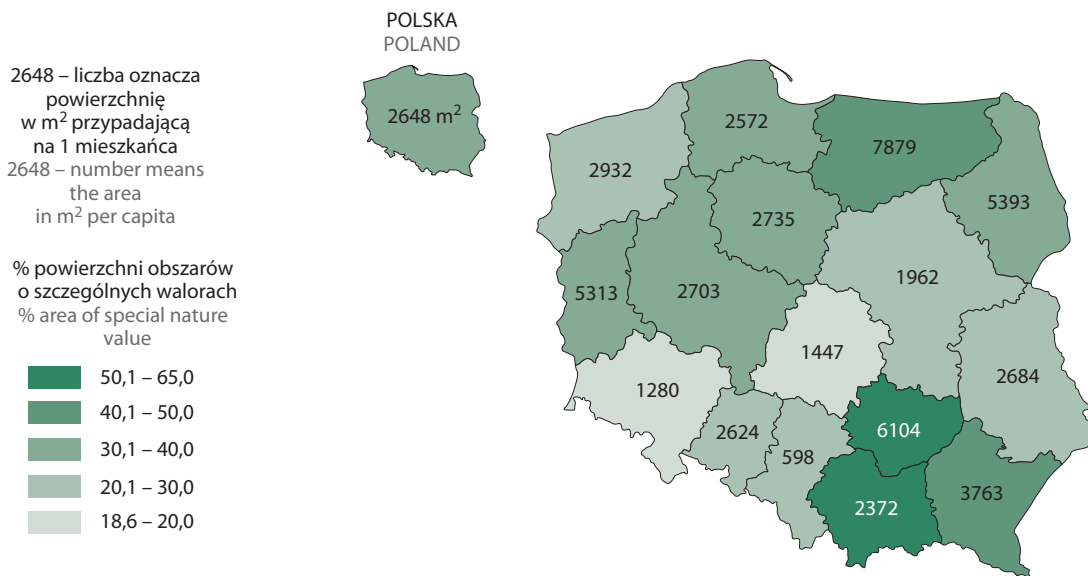 POLSKA
POLAND
2648 m²
2648 – liczba oznacza
powierzchnię
w m² przypadającą
na 1 mieszkańca
2648 – number means
the area
in m² per capita
% powierzchni obszarów
o szczególnych walorach
% area of special nature
value
50,1 – 65,0
40,1 – 50,0
30,1 – 40,0
20,1 – 30,0
18,6 – 20,0
2572
7879
2932
5393
2735
1962
5313
2703
1447
2684
1280
2624
6104
598
3763
2372